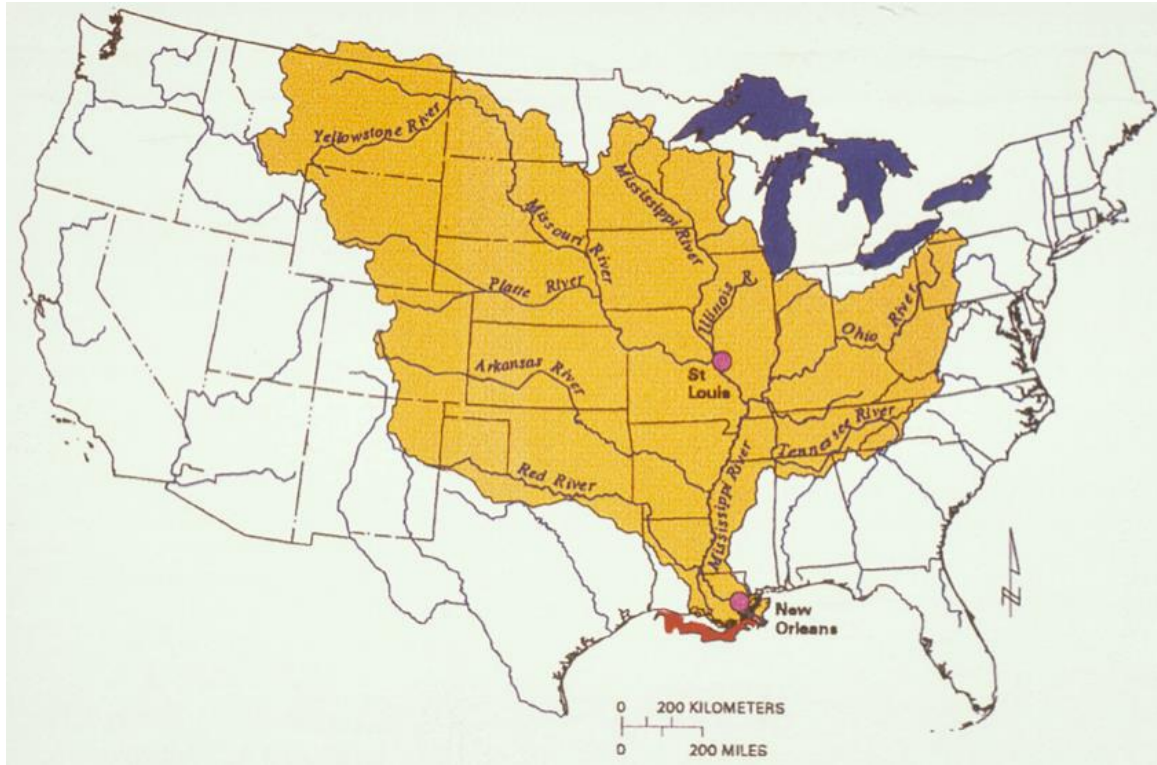 Yellowstone River
Mississippi River
Missouri River
Platte River
Illinois R.
Ohio River
St
Louis
Arkansas River
Tennesee River
Red River
Mississippi River
New
Orleans
0 200 KILOMETERS
0 200 MILES